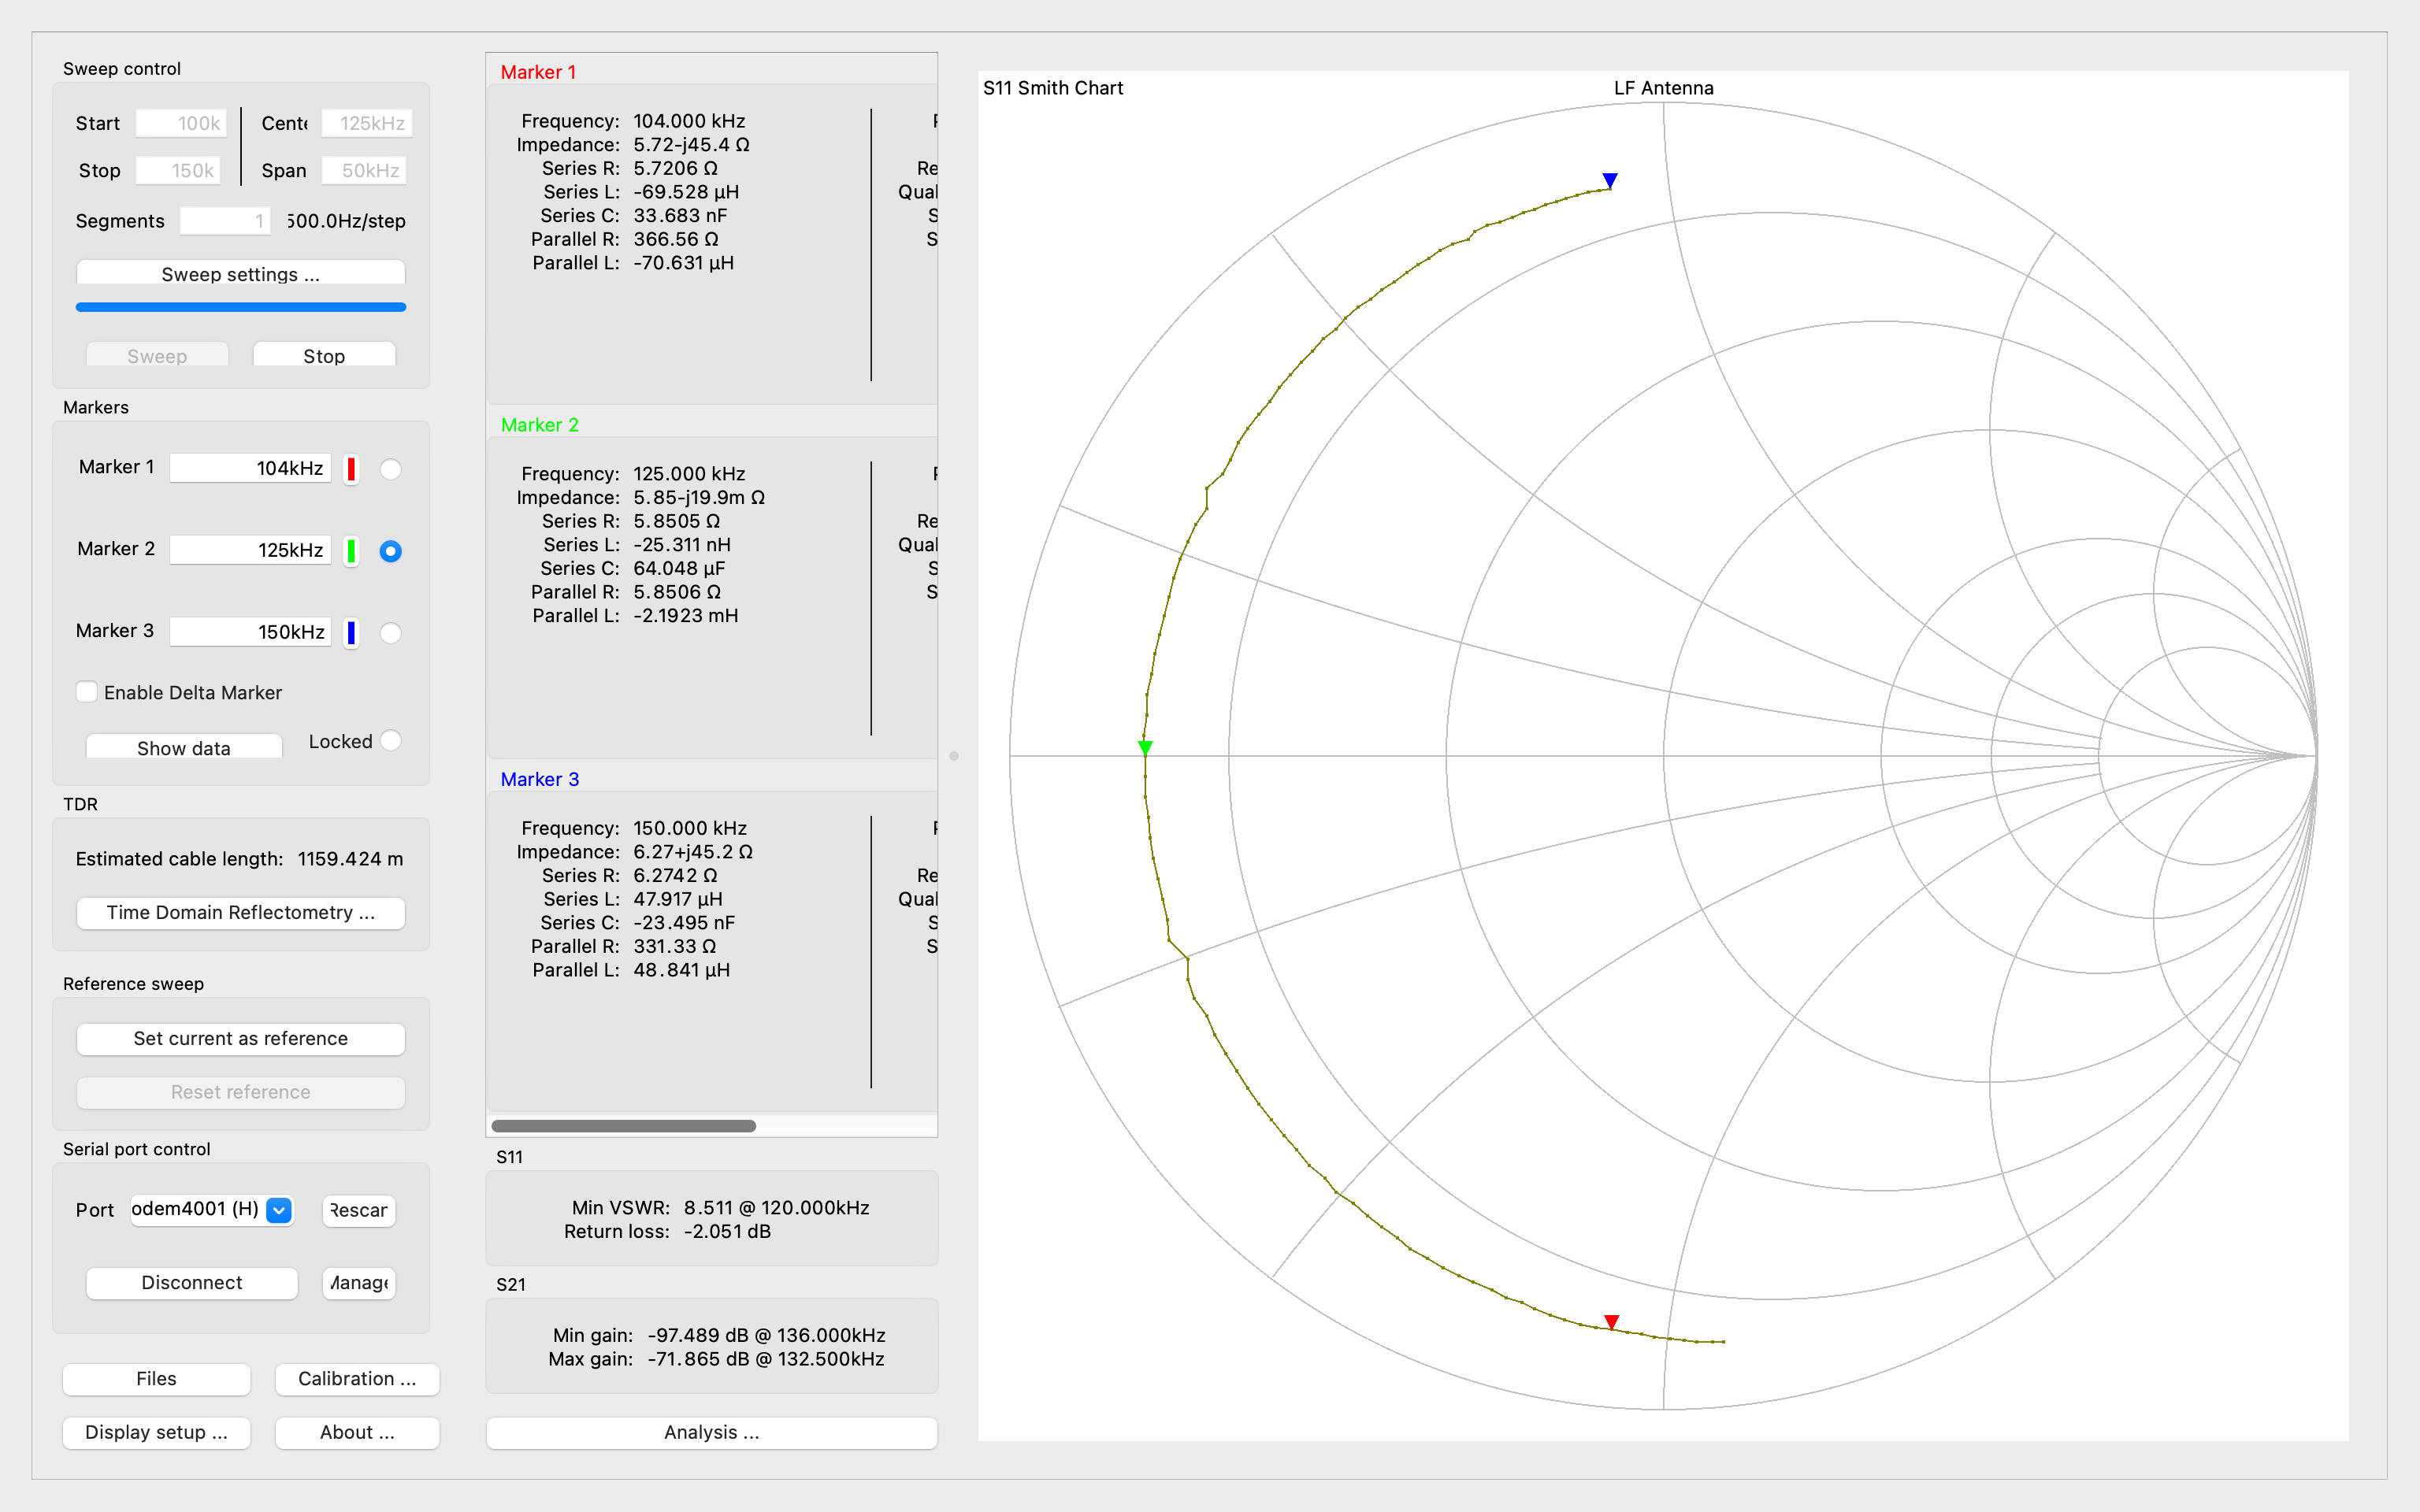 Sweep control
Start 100k
Cente 125kHz
Stop 150k
Span 50kHz
Segments 1 500.0Hz/step
Sweep settings ...
Sweep
Stop
Markers
Marker 1 104kHz
Marker 2 125kHz
Marker 3 150kHz
Enable Delta Marker
Show data
Locked
TDR
Estimated cable length: 1159.424 m
Time Domain Reflectometry ...
Reference sweep
Set current as reference
Reset reference
Serial port control
Port odem4001 (H)
Rescan
Disconnect
Manage
Files
Calibration ...
Display setup ...
About ...
Marker 1
Frequency: 104.000 kHz
Impedance: 5.72-j45.4 Ω
Series R: 5.7206 Ω
Re
Series L: -69.528 μH
Qual
Series C: 33.683 nF
S
Parallel R: 366.56 Ω
S
Parallel L: -70.631 μH
Marker 2
Frequency: 125.000 kHz
Impedance: 5.85-j19.9m Ω
Series R: 5.8505 Ω
Re
Series L: -25.311 nH
Qual
Series C: 64.048 μF
S
Parallel R: 5.8506 Ω
S
Parallel L: -2.1923 mH
Marker 3
Frequency: 150.000 kHz
Impedance: 6.27+j45.2 Ω
Series R: 6.2742 Ω
Re
Series L: 47.917 μH
Qual
Series C: -23.495 nF
S
Parallel R: 331.33 Ω
S
Parallel L: 48.841 μH
S11
Min VSWR: 8.511 @ 120.000kHz
Return loss: -2.051 dB
S21
Min gain: -97.489 dB @ 136.000kHz
Max gain: -71.865 dB @ 132.500kHz
Analysis ...
S11 Smith Chart
LF Antenna